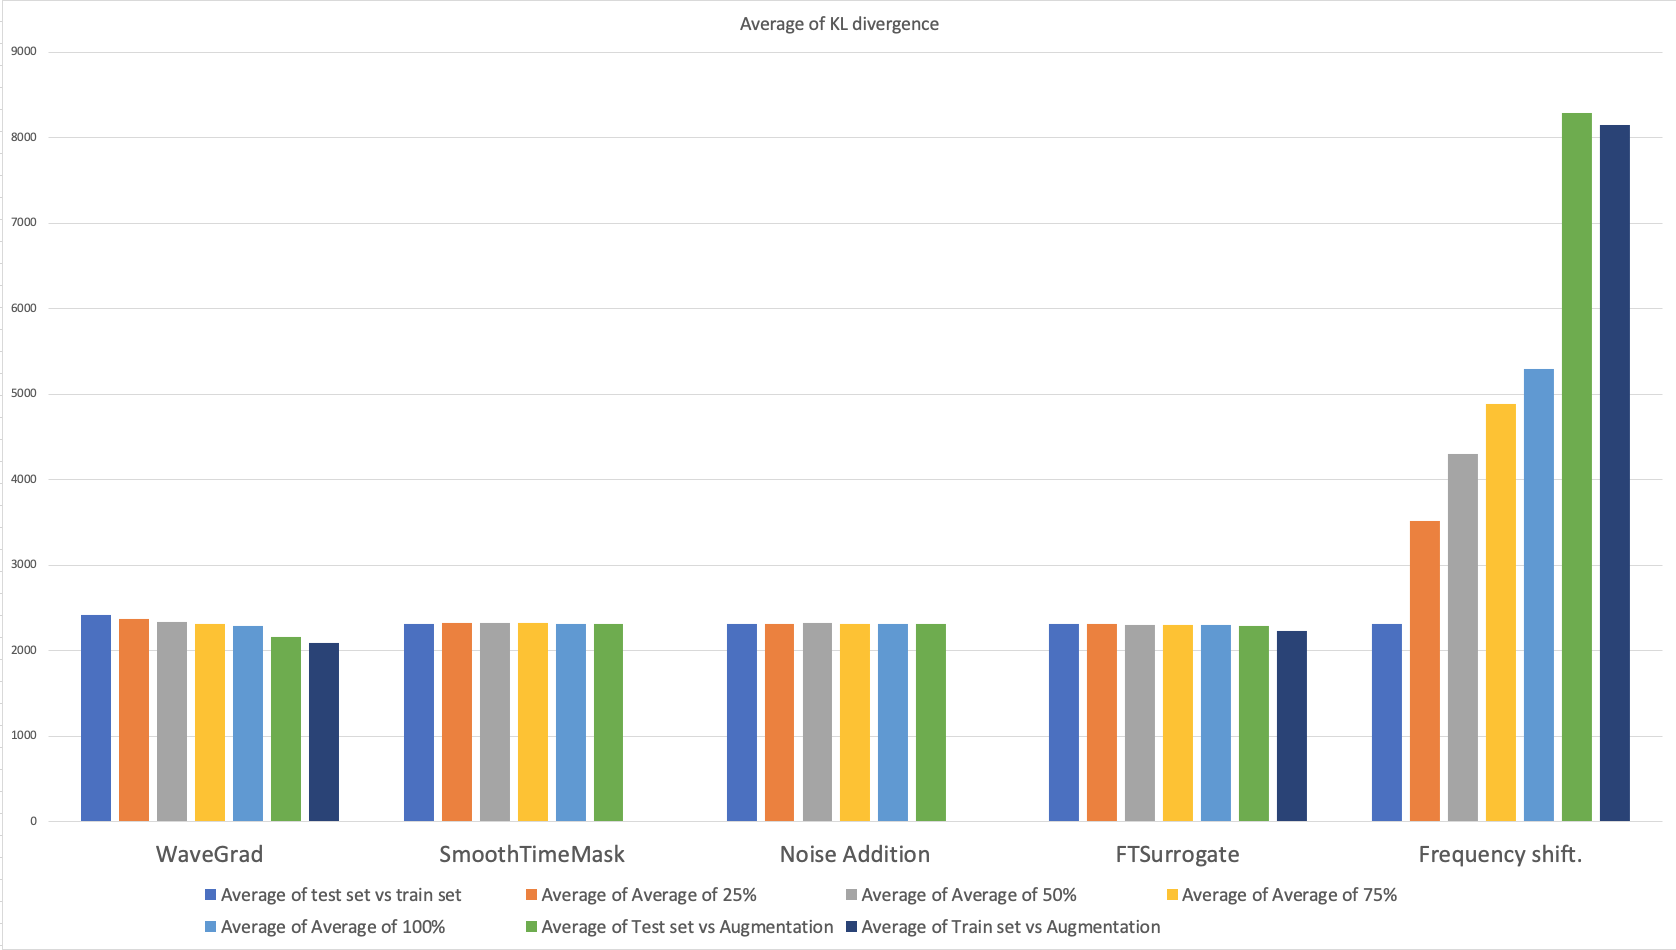 Average of KL divergence
9000
8000
7000
6000
5000
4000
3000
2000
1000
0
WaveGrad SmoothTimeMask Noise Addition FTSurrogate Frequency shift.
Average of test set vs train set Average of Average of 25% Average of Average of 50% Average of Average of 75%
Average of Average of 100% Average of Test set vs Augmentation Average of Train set vs Augmentation